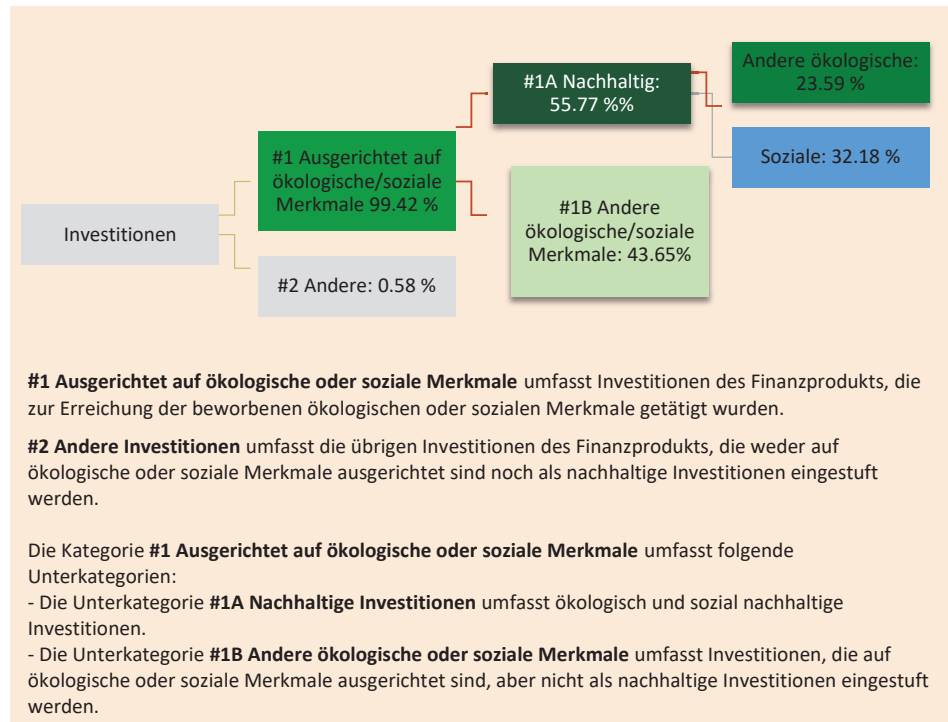 Andere ökologische:
23.59 %
#1A Nachhaltig:
55.77 %%
Soziale: 32.18 %
#1 Ausgerichtet auf
ökologische/soziale
Merkmale 99.42 %
#1B Andere
ökologische/soziale
Merkmale: 43.65%
Investitionen
#2 Andere: 0.58 %
#1 Ausgerichtet auf ökologische oder soziale Merkmale umfasst Investitionen des Finanzprodukts, die
zur Erreichung der beworbenen ökologischen oder sozialen Merkmale getätigt wurden.
#2 Andere Investitionen umfasst die übrigen Investitionen des Finanzprodukts, die weder auf
ökologische oder soziale Merkmale ausgerichtet sind noch als nachhaltige Investitionen eingestuft
werden.
Die Kategorie #1 Ausgerichtet auf ökologische oder soziale Merkmale umfasst folgende
Unterkategorien:
- Die Unterkategorie #1A Nachhaltige Investitionen umfasst ökologisch und sozial nachhaltige
Investitionen.
- Die Unterkategorie #1B Andere ökologische oder soziale Merkmale umfasst Investitionen, die auf
ökologische oder soziale Merkmale ausgerichtet sind, aber nicht als nachhaltige Investitionen eingestuft
werden.